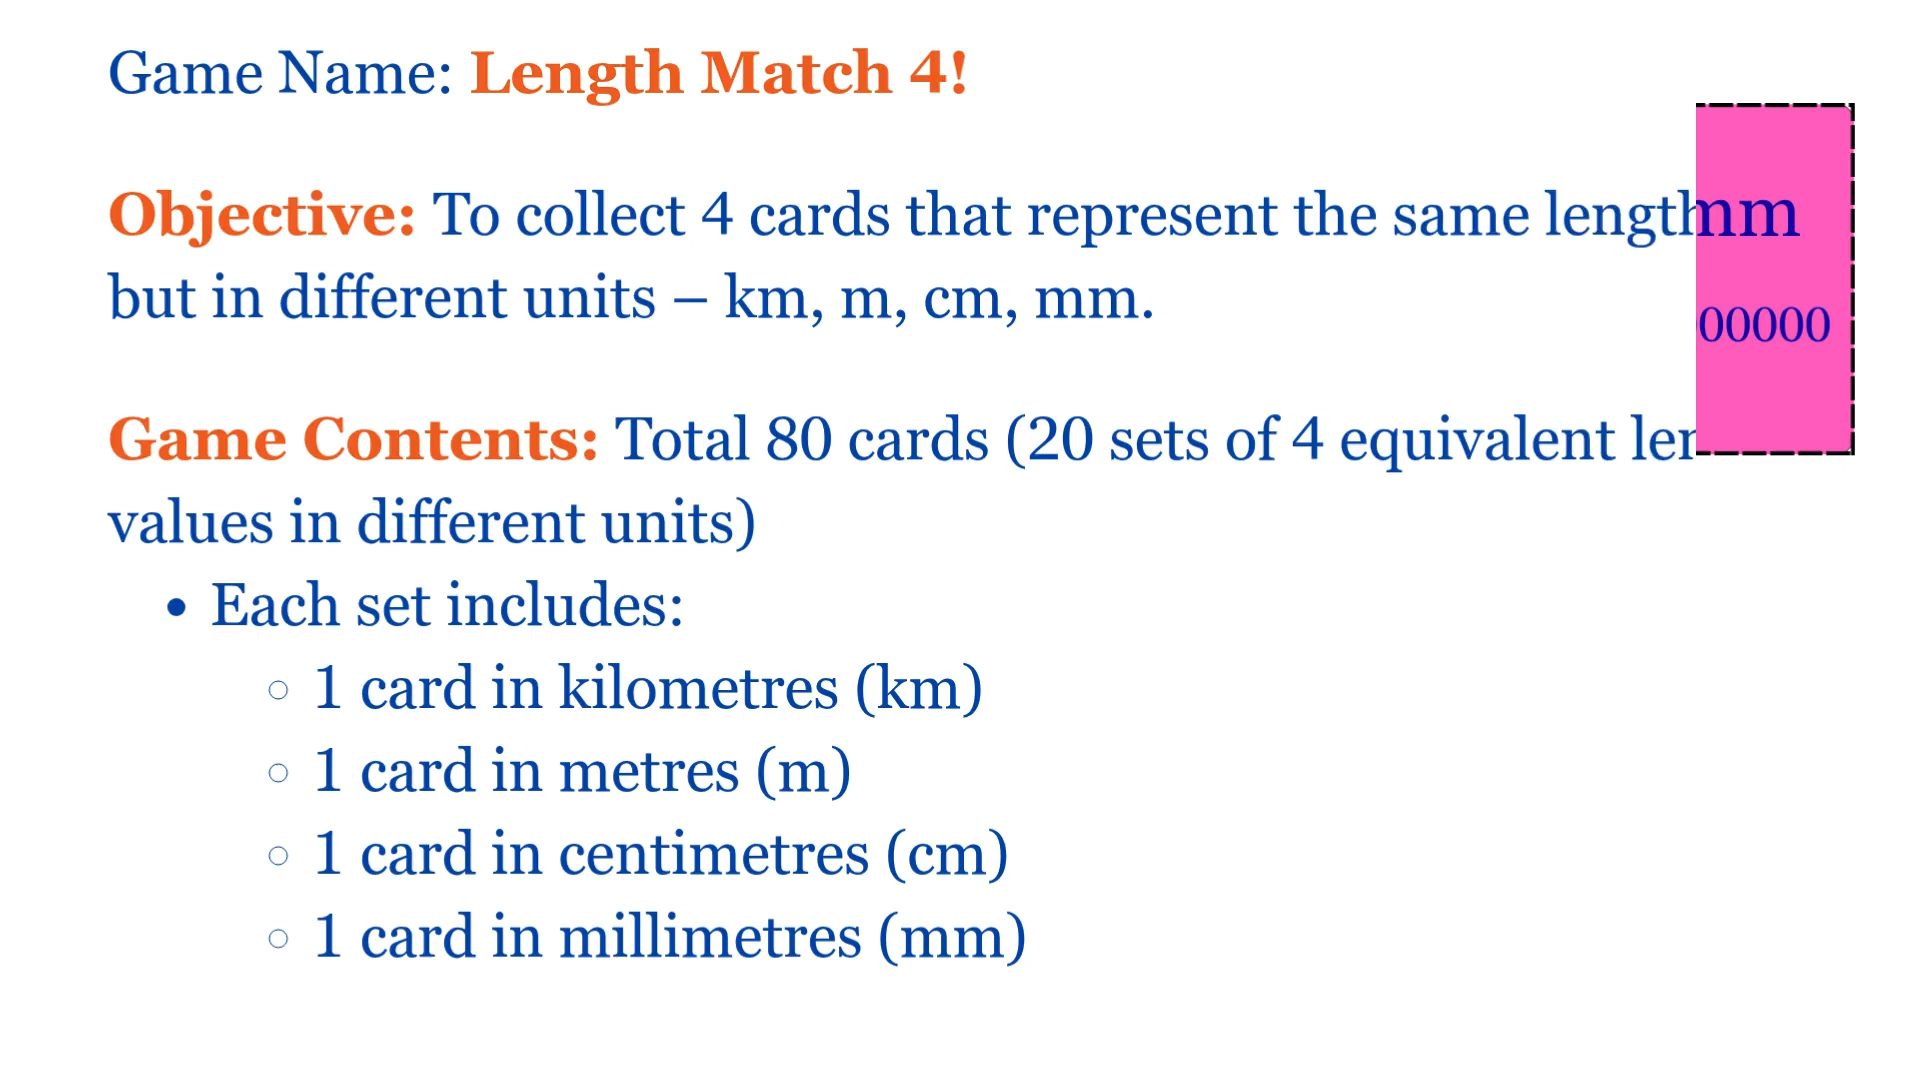 Game Name: Length Match 4!
Objective: To collect 4 cards that represent the same length
but in different units – km, m, cm, mm.
mm
00000
Game Contents: Total 80 cards (20 sets of 4 equivalent
values in different units)
• Each set includes:
○ 1 card in kilometres (km)
○ 1 card in metres (m)
○ 1 card in centimetres (cm)
○ 1 card in millimetres (mm)